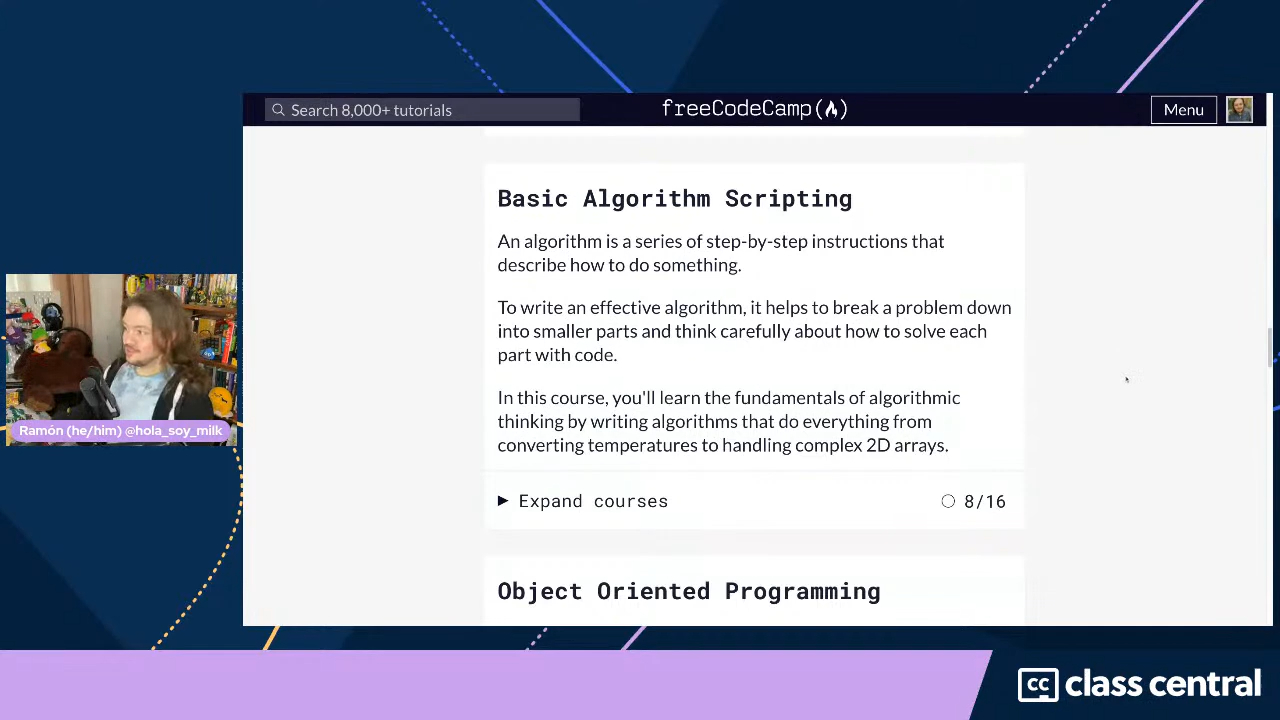 Search 8,000+ tutorials
freeCodeCamp
Menu
Basic Algorithm Scripting
An algorithm is a series of step-by-step instructions that
describe how to do something.
To write an effective algorithm, it helps to break a problem down
into smaller parts and think carefully about how to solve each
part with code.
In this course, you'll learn the fundamentals of algorithmic
thinking by writing algorithms that do everything from
converting temperatures to handling complex 2D arrays.
Expand courses
8/16
Object Oriented Programming
Ramón (he/him) @hola_soy_milk
cc class central